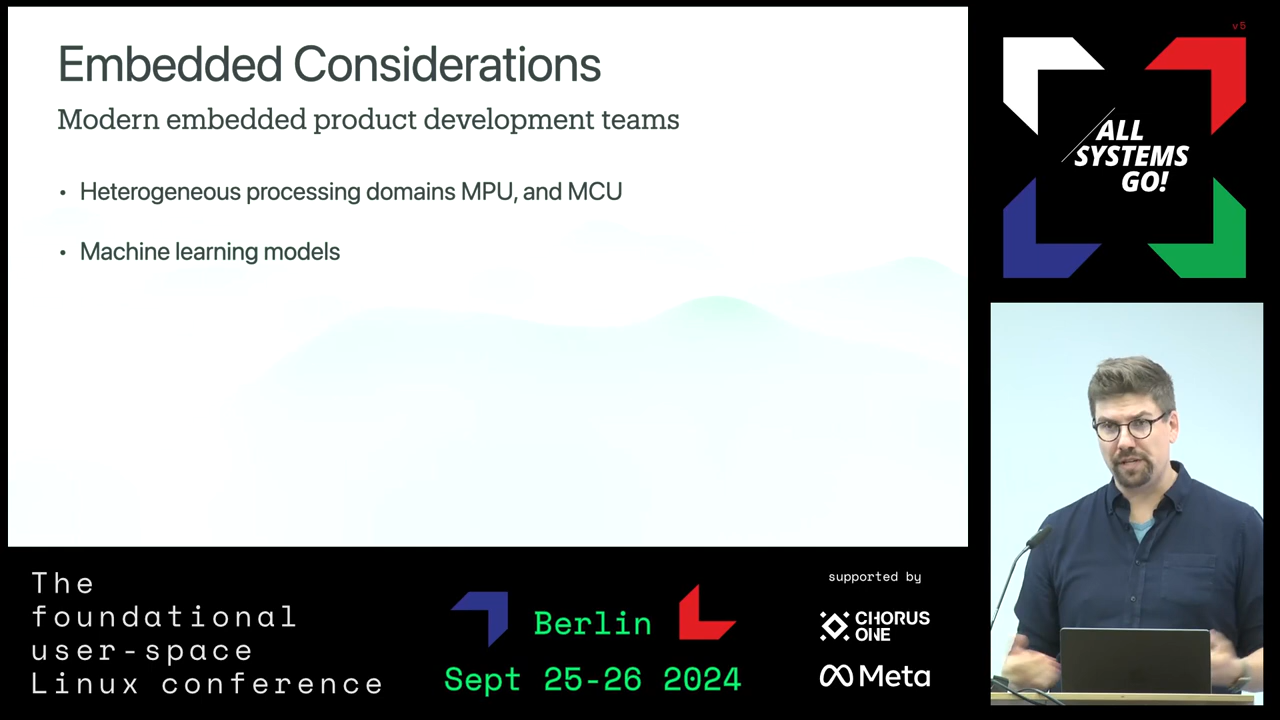 Embedded Considerations
Modern embedded product development teams
• Heterogeneous processing domains MPU, and MCU
• Machine learning models
v5
ALL
SYSTEMS
GO!
The
foundational
user-space
Linux conference
Berlin
Sept 25-26 2024
supported by
CHORUS
ONE
Meta